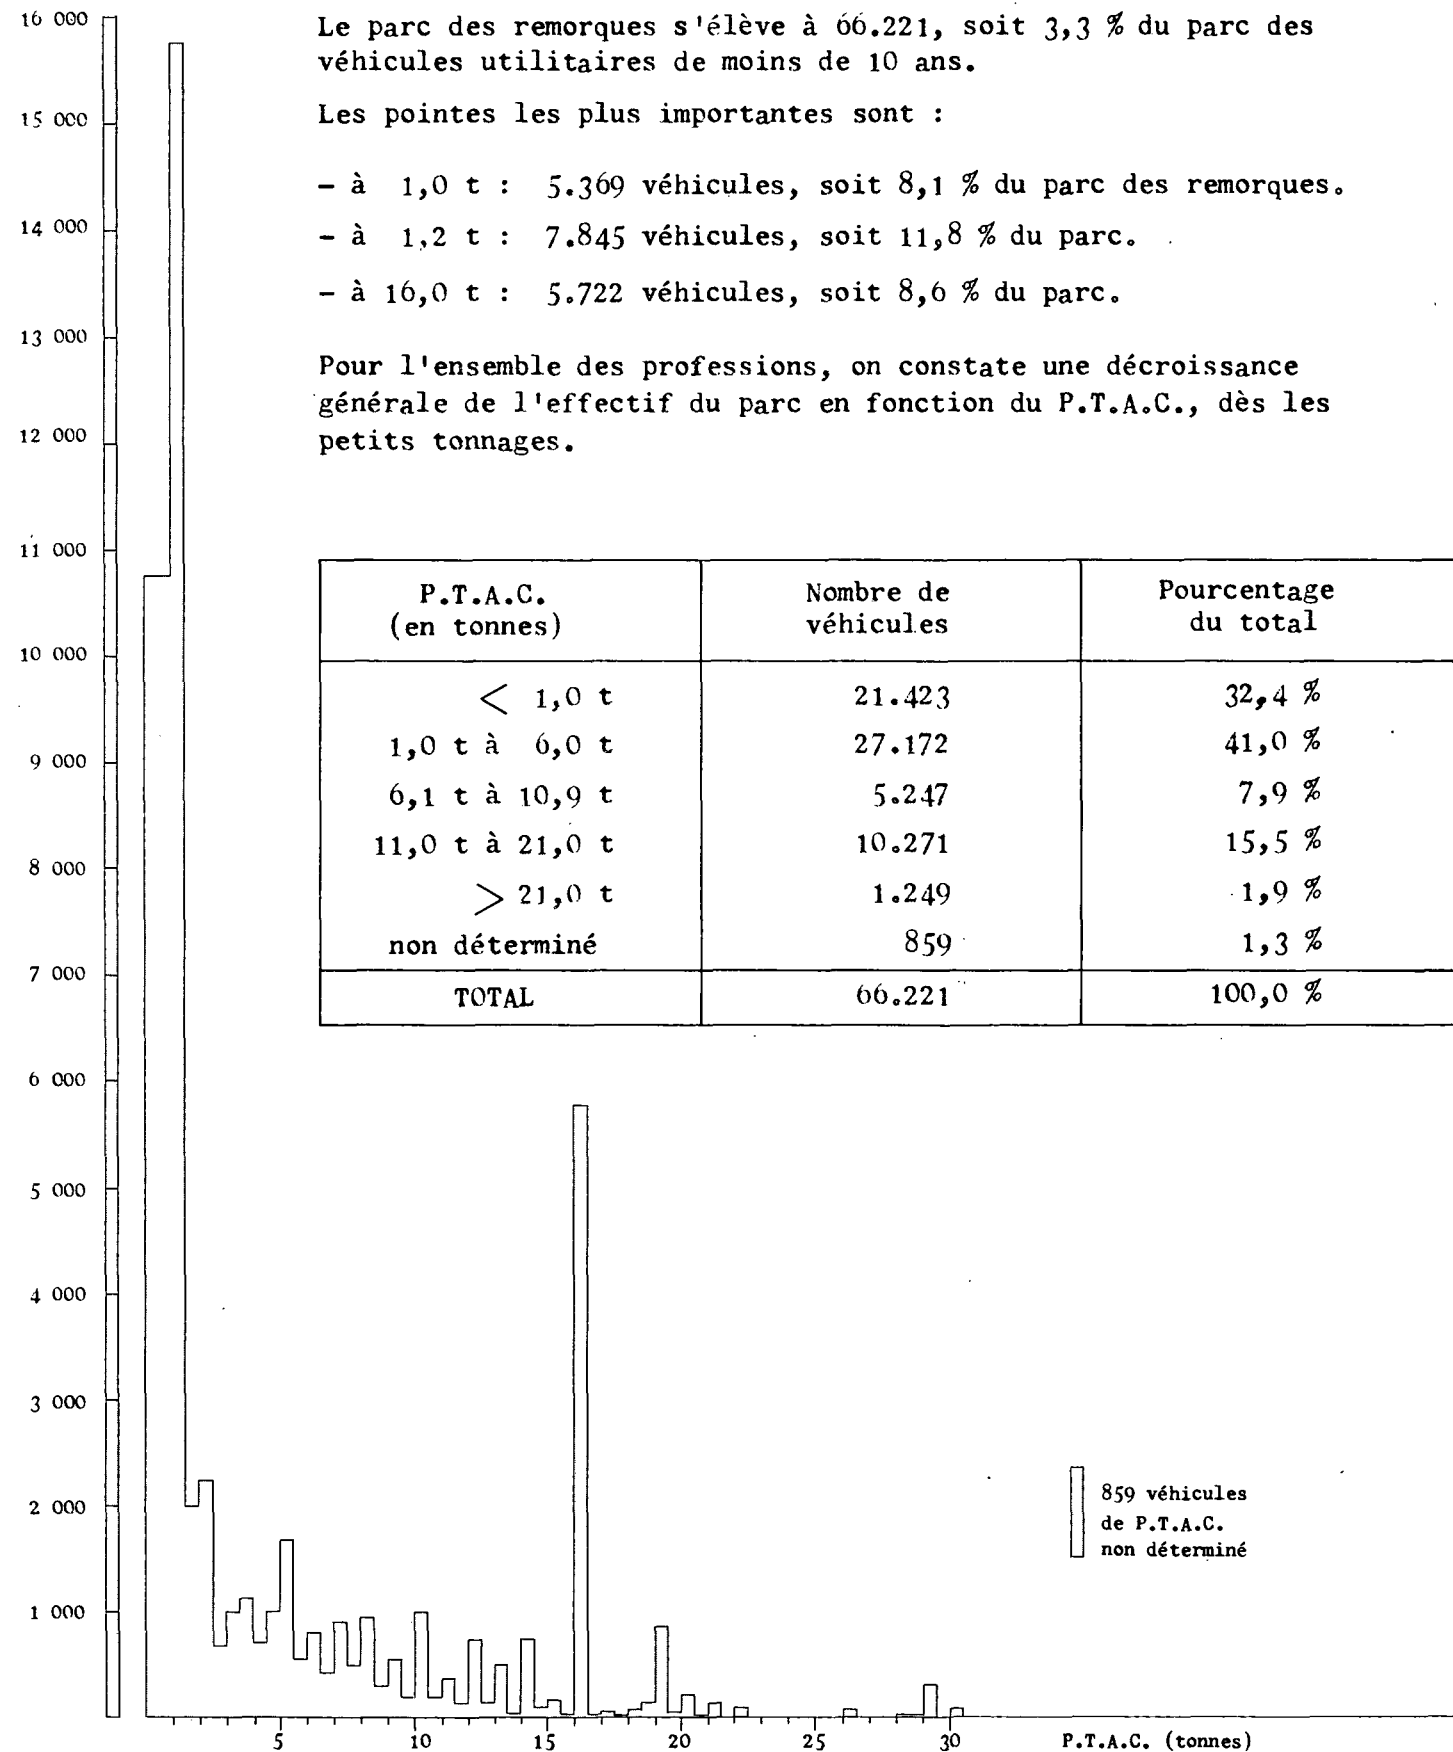 Le parc des remorques s'élève à 66.221, soit 3,3 % du parc des
véhicules utilitaires de moins de 10 ans.
Les pointes les plus importantes sont :
- à 1,0 t : 5.369 véhicules, soit 8,1 % du parc des remorques.
- à 1,2 t : 7.845 véhicules, soit 11,8 % du parc.
- à 16,0 t : 5.722 véhicules, soit 8,6 % du parc.
Pour l'ensemble des professions, on constate une décroissance
générale de l'effectif du parc en fonction du P.T.A.C., dès les
petits tonnages.
P.T.A.C. Nombre de Pourcentage
(en tonnes) véhicules du total
< 1,0 t 21.423 32,4 %
1,0 t à 6,0 t 27.172 41,0 %
6,1 t à 10,9 t 5.247 7,9 %
11,0 t à 21,0 t 10.271 15,5 %
> 21,0 t 1.249 1,9 %
non déterminé 859 1,3 %
TOTAL 66.221 100,0 %
16 000
15 000
14 000
13 000
12 000
11 000
10 000
9 000
8 000
7 000
6 000
5 000
4 000
3 000
2 000
1 000
859 véhicules
de P.T.A.C.
non déterminé
5 10 15 20 25 30 P.T.A.C. (tonnes)